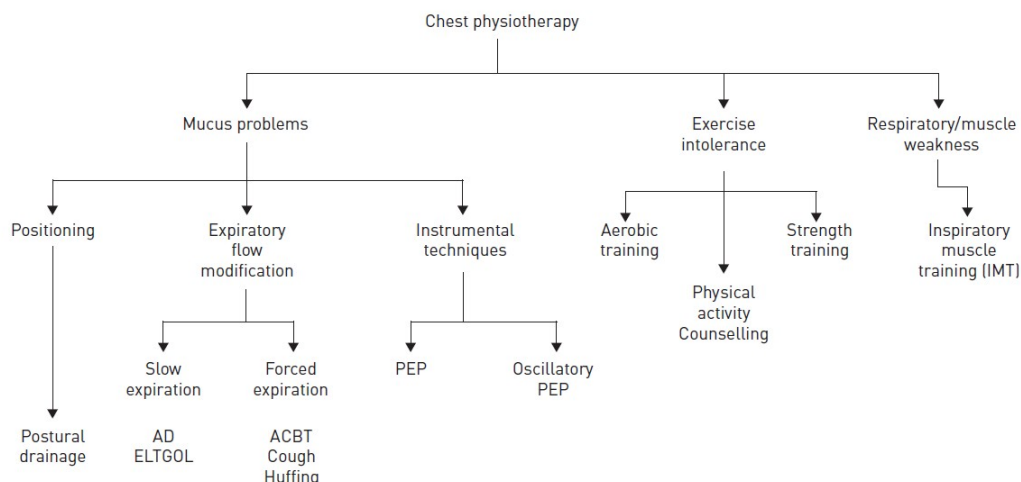 Chest physiotherapy
Mucus problems
Exercise
intolerance
Respiratory/muscle
weakness
Positioning
Expiratory
flow
modification
Instrumental
techniques
Aerobic
training
Physical
activity
Counselling
Strength
training
Inspiratory
muscle
training (IMT)
Slow
expiration
Forced
expiration
PEP
Oscillatory
PEP
Postural
drainage
AD
ELTGOL
ACBT
Cough
Huffing